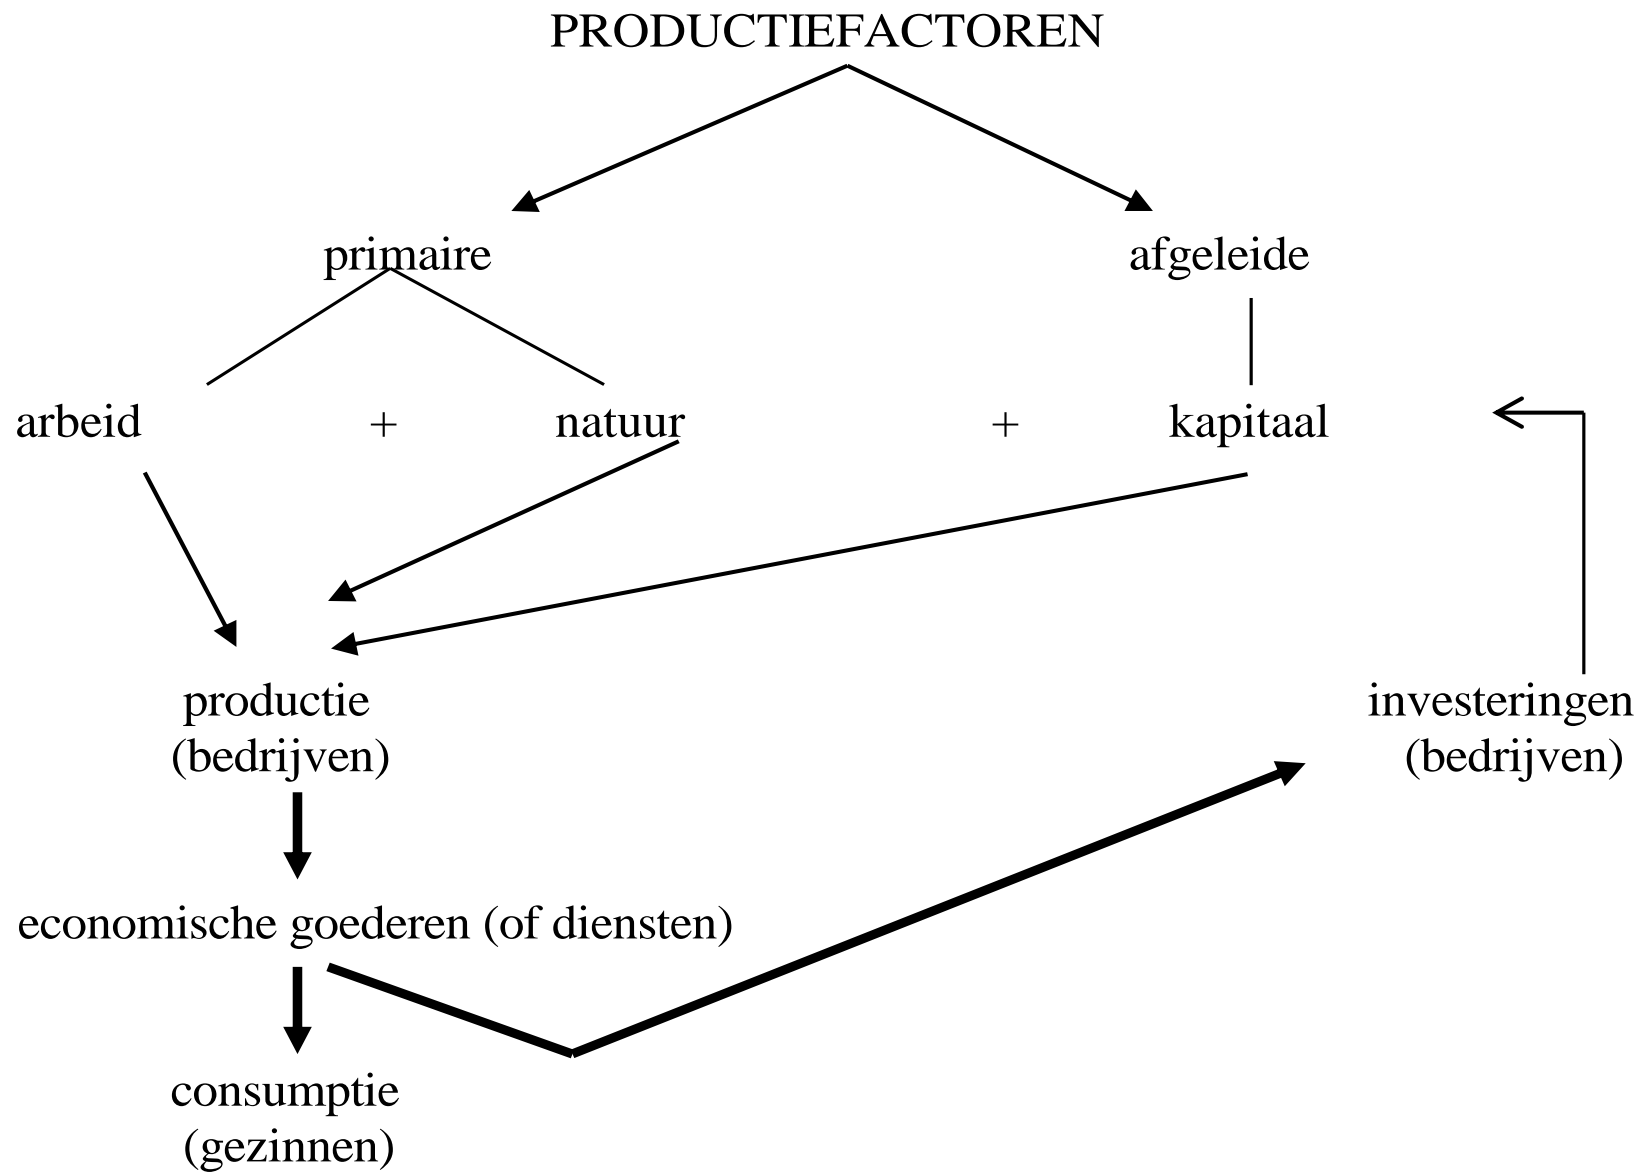 PRODUCTIEFACTOREN
primaire afgeleide
arbeid + natuur + kapitaal
productie investeringen
(bedrijven) (bedrijven)
economische goederen (of diensten)
consumptie
(gezinnen)